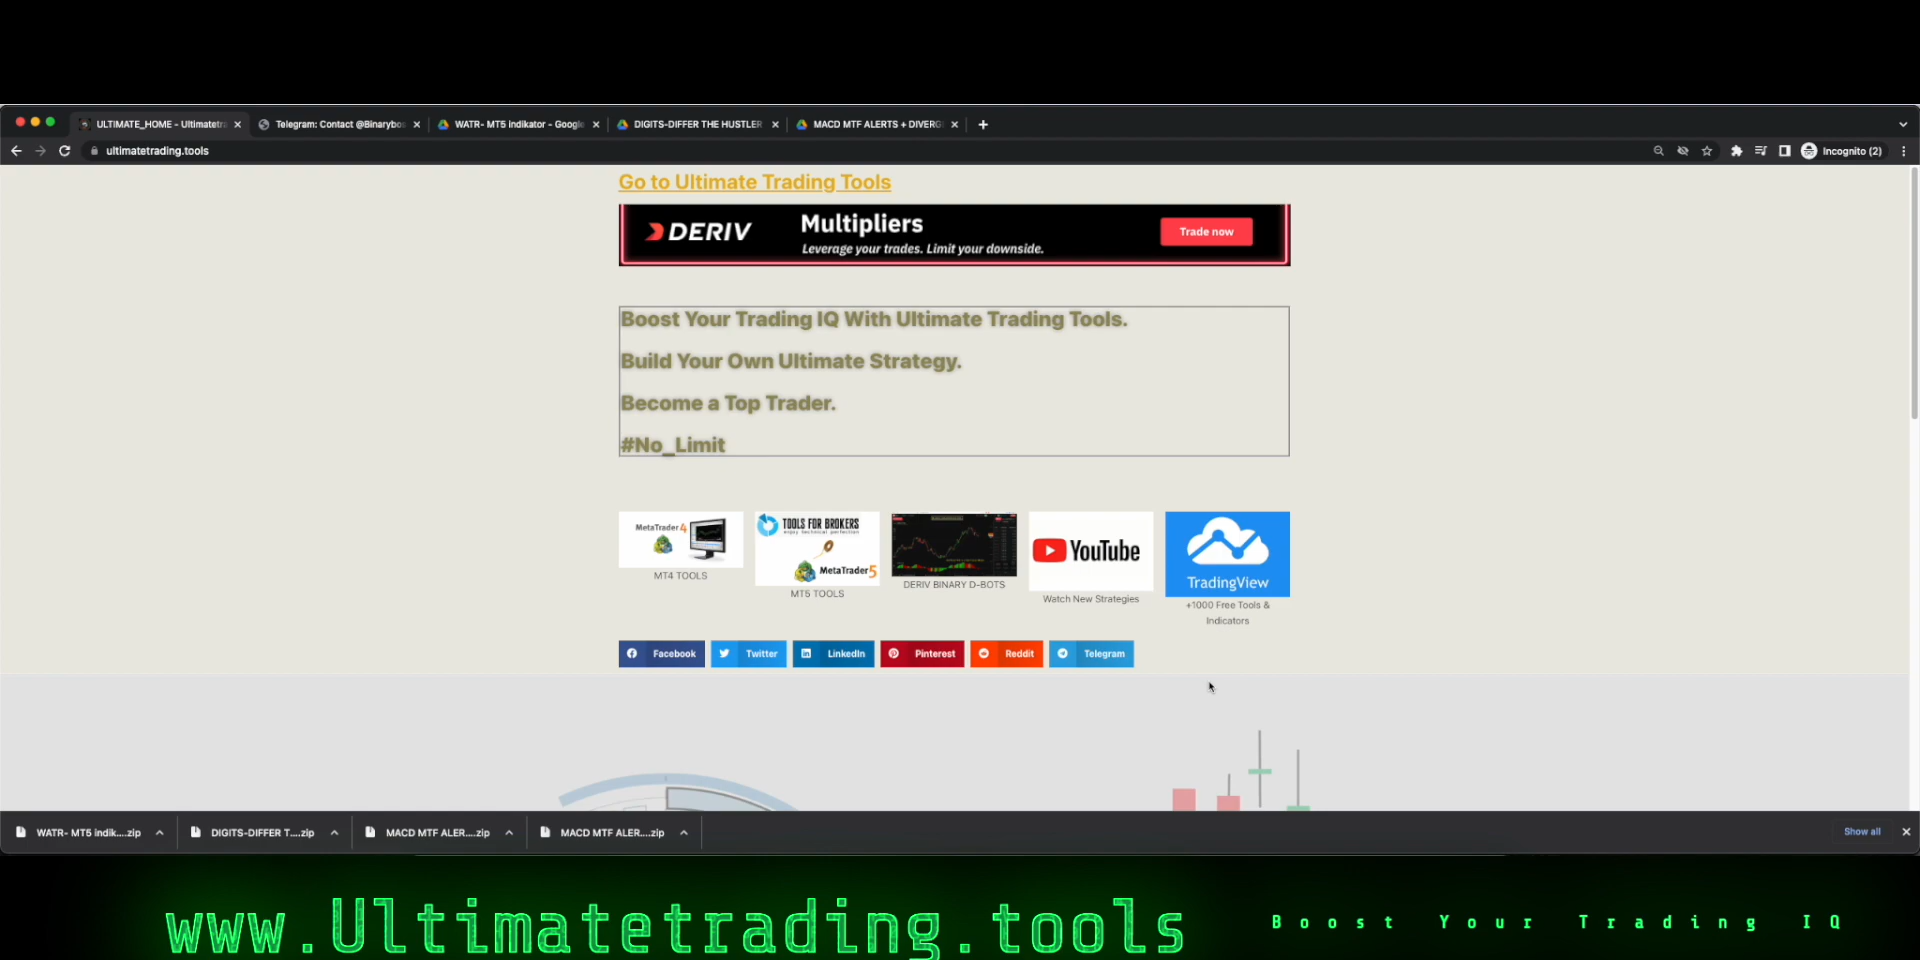 ULTIMATE_HOME - Ultimatetra
Telegram: Contact @Binarybo
WATR- MT5 indikator - Google
DIGITS-DIFFER THE HUSTLER
MACD MTF ALERTS + DIVERG
ultimatetrading.tools
Incognito (2)
Go to Ultimate Trading Tools
DERIV
Multipliers
Leverage your trades. Limit your downside.
Trade now
Boost Your Trading IQ With Ultimate Trading Tools.
Build Your Own Ultimate Strategy.
Become a Top Trader.
#No_Limit
MetaTrader 4
MT4 TOOLS
TOOLS FOR BROKERS
enjoy technical perfection
MetaTrader 5
MT5 TOOLS
DERIV BINARY D-BOTS
YouTube
Watch New Strategies
TradingView
+1000 Free Tools &
Indicators
Facebook
Twitter
LinkedIn
Pinterest
Reddit
Telegram
WATR- MT5 indik....zip
DIGITS-DIFFER T....zip
MACD MTF ALER....zip
MACD MTF ALER....zip
Show all
www.Ultimatetrading.tools
Boost Your Trading IQ